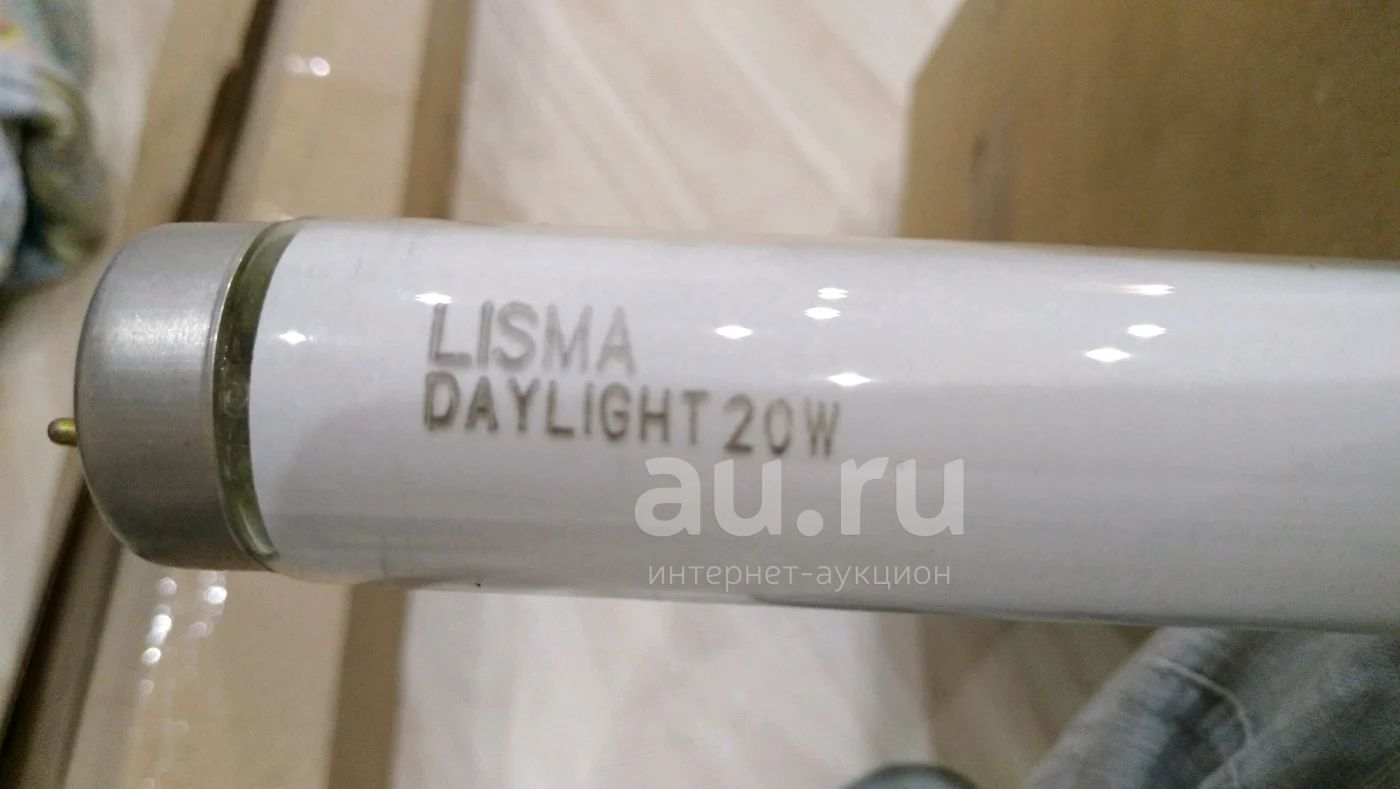 LISMA
DAYLIGHT 20W
au.ru
интернет-аукцион